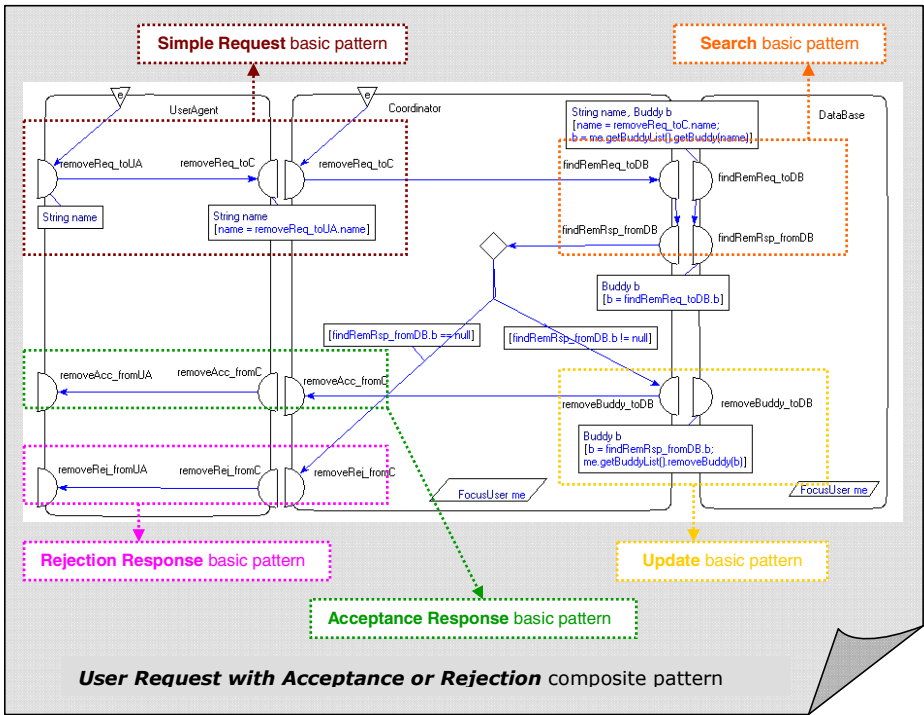 Simple Request basic pattern
Search basic pattern
e
UserAgent
e
Coordinator
String name, Buddy b
[name = removeReq_toC.name;
b = me.getBuddyList().getBuddy(name)]
DataBase
removeReq_toUA
removeReq_toC
removeReq_toC
findRemReq_toDB
findRemReq_toDB
String name
String name
[name = removeReq_toUA.name]
findRemRsp_fromDB
findRemRsp_fromDB
Buddy b
[b = findRemReq_toDB.b]
[findRemRsp_fromDB.b == null]
[findRemRsp_fromDB.b != null]
removeAcc_fromUA
removeAcc_fromC
removeAcc_fromC
removeBuddy_toDB
removeBuddy_toDB
Buddy b
[b = findRemRsp_fromDB.b;
me.getBuddyList().removeBuddy(b)]
removeRej_fromUA
removeRej_fromC
removeRej_fromC
FocusUser me
FocusUser me
Rejection Response basic pattern
Update basic pattern
Acceptance Response basic pattern
User Request with Acceptance or Rejection composite pattern